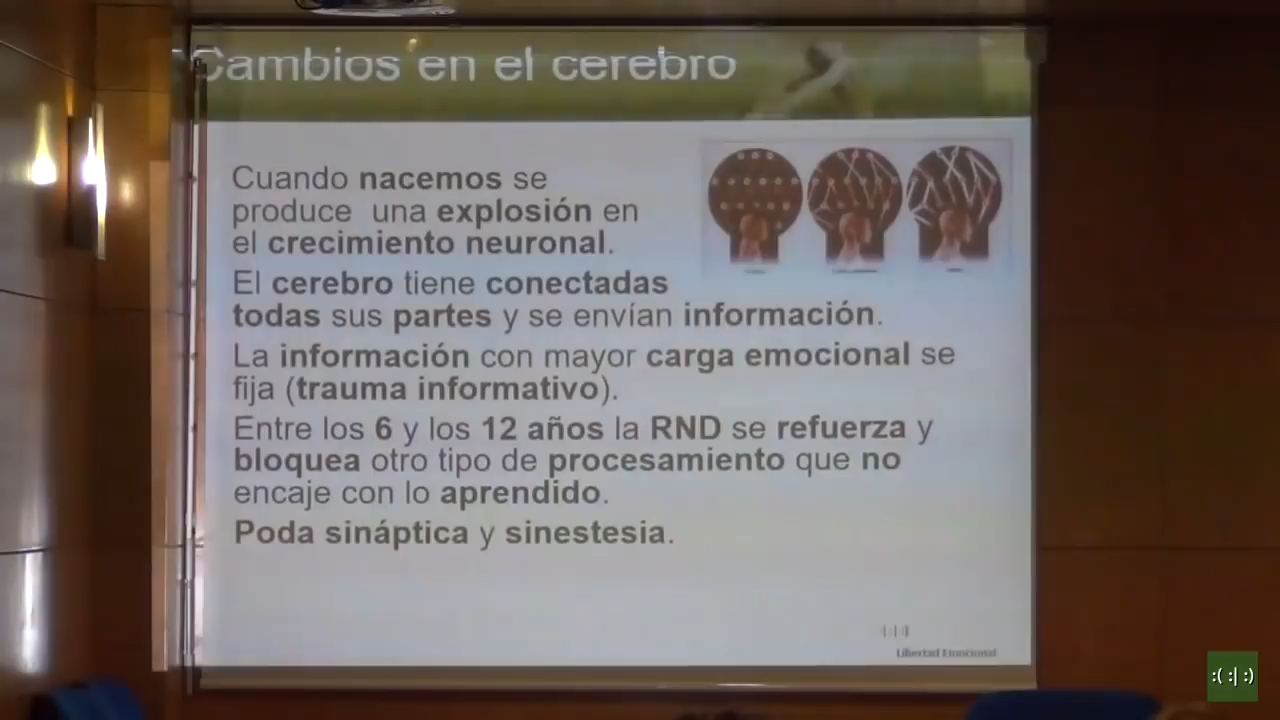 Cambios en el cerebro
Cuando nacemos se
produce una explosión en
el crecimiento neuronal.
El cerebro tiene conectadas
todas sus partes y se envían información.
La información con mayor carga emocional se
fija (trauma informativo).
Entre los 6 y los 12 años la RND se refuerza y
bloquea otro tipo de procesamiento que no
encaje con lo aprendido.
Poda sináptica y sinestesia.
Libertad Emocional
:( :| :)